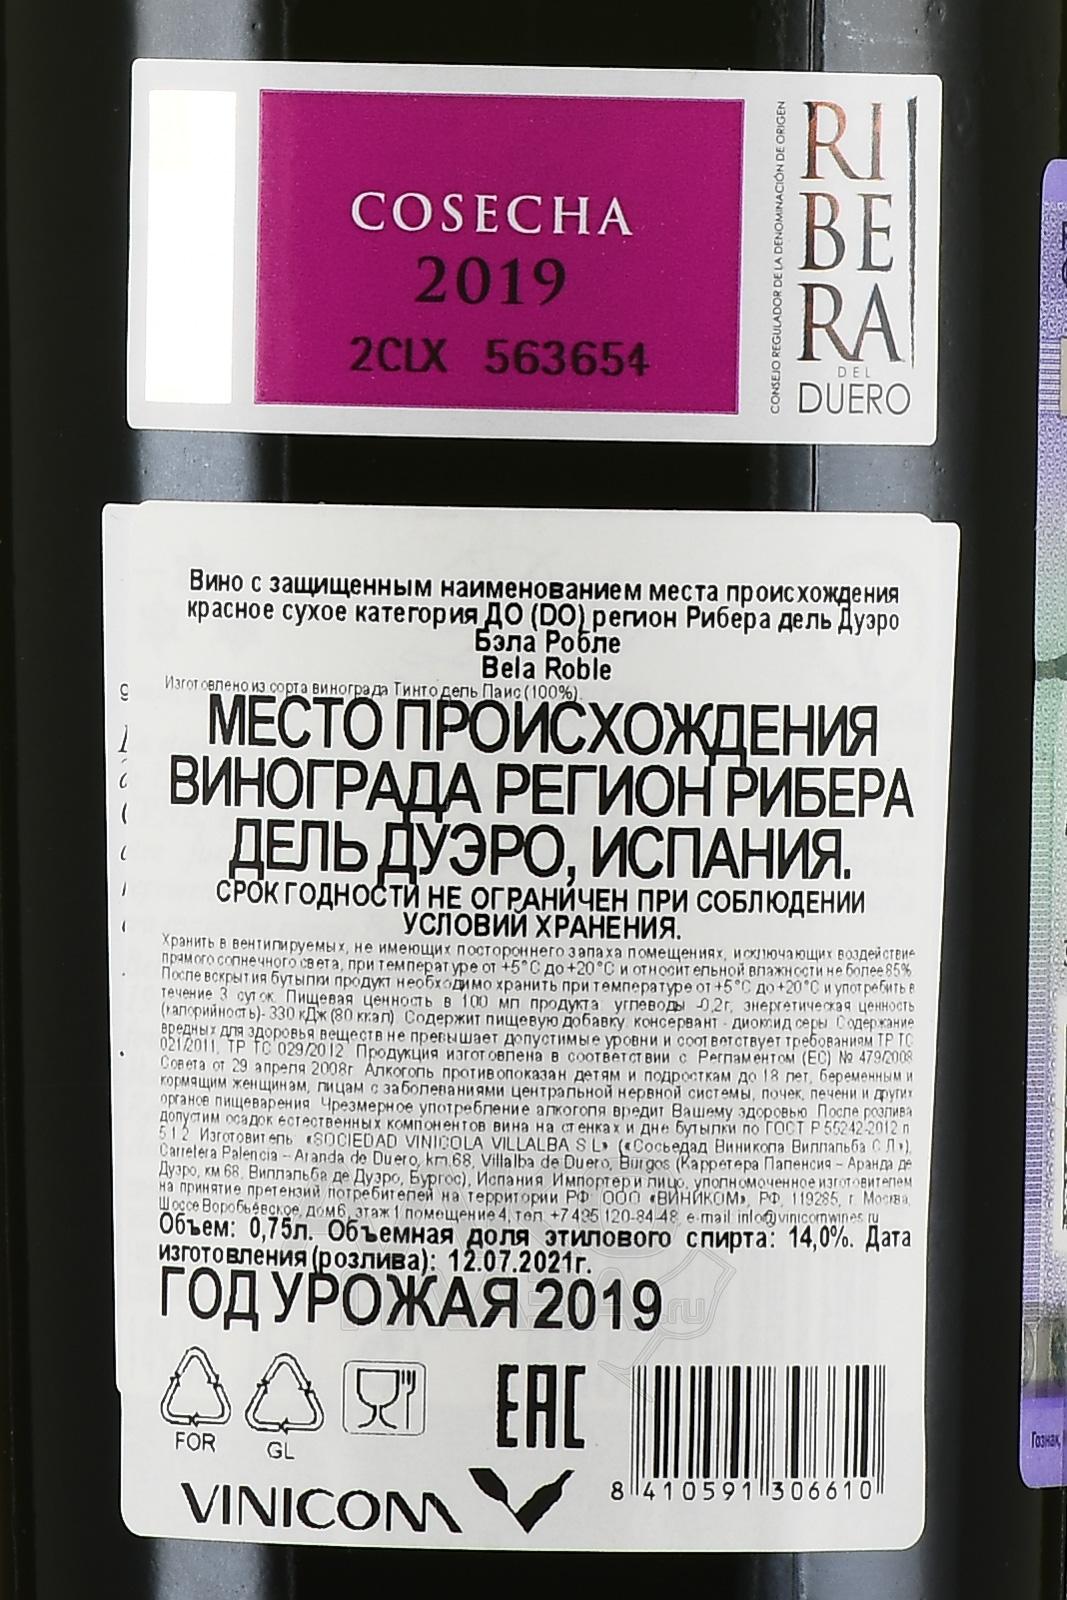 COSECHA
2019
2CLX 563654
CONSEJO REGULADOR DE LA DENOMINACIÓN DE ORIGEN
RI
BE
RA
DEL
DUERO
Вино с защищенным наименованием места происхождения
красное сухое категория ДО (DO) регион Рибера дель Дуэро
Бэла Робле
Bela Roble
Изготовлено из сорта винограда Тинто дель Паис (100%).
МЕСТО ПРОИСХОЖДЕНИЯ
ВИНОГРАДА РЕГИОН РИБЕРА
ДЕЛЬ ДУЭРО, ИСПАНИЯ.
СРОК ГОДНОСТИ НЕ ОГРАНИЧЕН ПРИ СОБЛЮДЕНИИ
УСЛОВИЙ ХРАНЕНИЯ.
Хранить в вентилируемых, не имеющих постороннего запаха помещениях, исключающих воздействие
прямого солнечного света, при температуре от +5°С до +20°С и относительной влажности не более 85%.
После вскрытия бутылки продукт необходимо хранить при температуре от +5°С до +20°С и употребить в
течение 3 суток. Пищевая ценность в 100 мл продукта: углеводы -0,2г, энергетическая ценность
(калорийность)- 330 кДж (80 ккал). Содержит пищевую добавку: консервант - диоксид серы. Содержание
вредных для здоровья веществ не превышает допустимые уровни и соответствует требованиям ТР ТС
021/2011, ТР ТС 029/2012. Продукция изготовлена в соответствии с Регламентом (ЕС) № 479/2008
Совета от 29 апреля 2008г. Алкоголь противопоказан детям и подросткам до 18 лет, беременным и
кормящим женщинам, лицам с заболеваниями центральной нервной системы, почек, печени и других
органов пищеварения. Чрезмерное употребление алкоголя вредит Вашему здоровью. После розлива
допустим осадок естественных компонентов вина на стенках и дне бутылки по ГОСТ Р 55242-2012 п.
5.1.2. Изготовитель: «SOCIEDAD VINICOLA VILLALBA S.L.» («Сосьедад Виникола Виллальба С.Л.»),
Carretera Palencia – Aranda de Duero, km.68, Villalba de Duero, Burgos (Карретера Паленсия – Аранда де
Дуэро, км.68, Виллальба де Дуэро, Бургос), Испания. Импортер и лицо, уполномоченное изготовителем
на принятие претензий потребителей на территории РФ: ООО «ВИНИКОМ», РФ, 119285, г. Москва,
Шоссе Воробьёвское, дом 6, этаж 1 помещение 4, тел. +7 495 120-84-48, e-mail: info@vinicomwines.ru
Объем: 0,75л. Объемная доля этилового спирта: 14,0%. Дата
изготовления (розлива): 12.07.2021г.
ГОД УРОЖАЯ 2019
FOR
GL
EAC
8 410591 306610
VINICOM
Гознак,